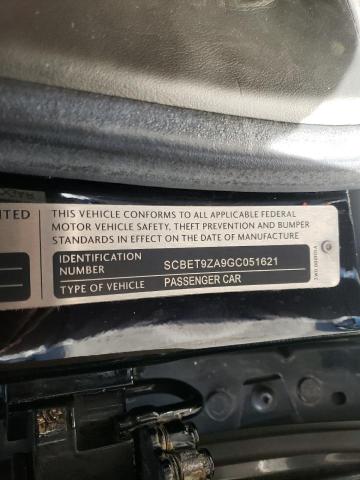 ITED
THIS VEHICLE CONFORMS TO ALL APPLICABLE FEDERAL
MOTOR VEHICLE SAFETY, THEFT PREVENTION AND BUMPER
STANDARDS IN EFFECT ON THE DATE OF MANUFACTURE
IDENTIFICATION
NUMBER
SCBET9ZA9GC051621
TYPE OF VEHICLE
PASSENGER CAR